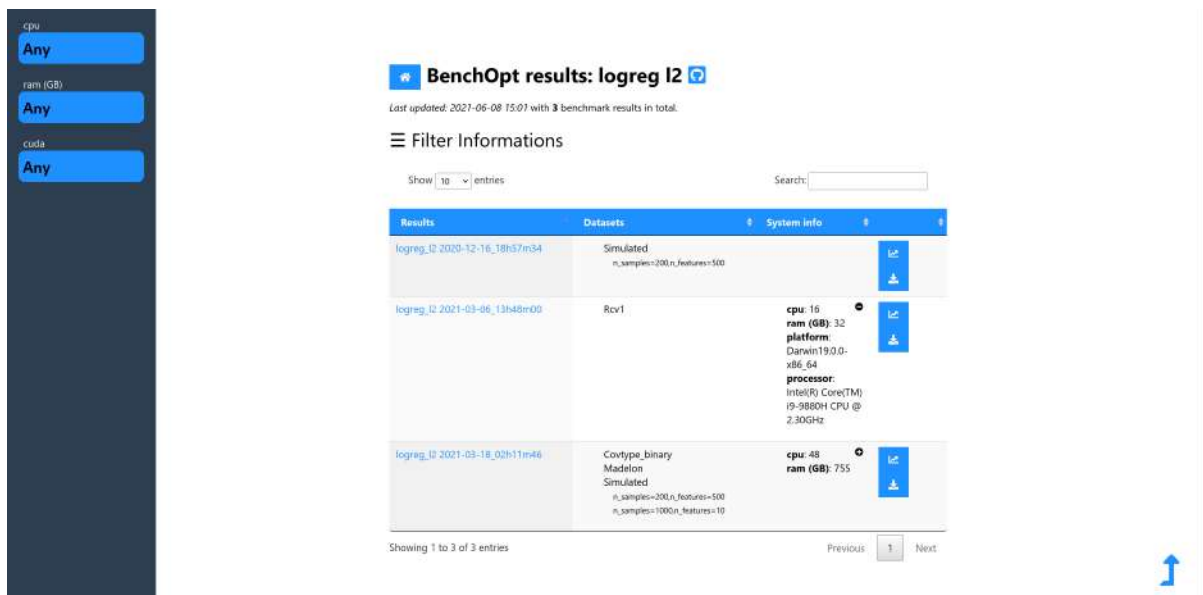 cpu
Any
ram (GB)
Any
cuda
Any
BenchOpt results: logreg l2
Last updated: 2021-06-08 15:01 with 3 benchmark results in total.
☰ Filter Informations
Show 10 entries
Search:
Results Datasets System info
logreg_l2 2020-12-16_18h57m34
Simulated
n_samples=200,n_features=500
logreg_l2 2021-03-06_13h48m00
Rcv1
cpu: 16
ram (GB): 32
platform:
Darwin19.0.0-
x86_64
processor:
Intel(R) Core(TM)
i9-9880H CPU @
2.30GHz
logreg_l2 2021-03-18_02h11m46
Covtype_binary
Madelon
Simulated
n_samples=200,n_features=500
n_samples=1000,n_features=10
cpu: 48
ram (GB): 755
Showing 1 to 3 of 3 entries
Previous 1 Next